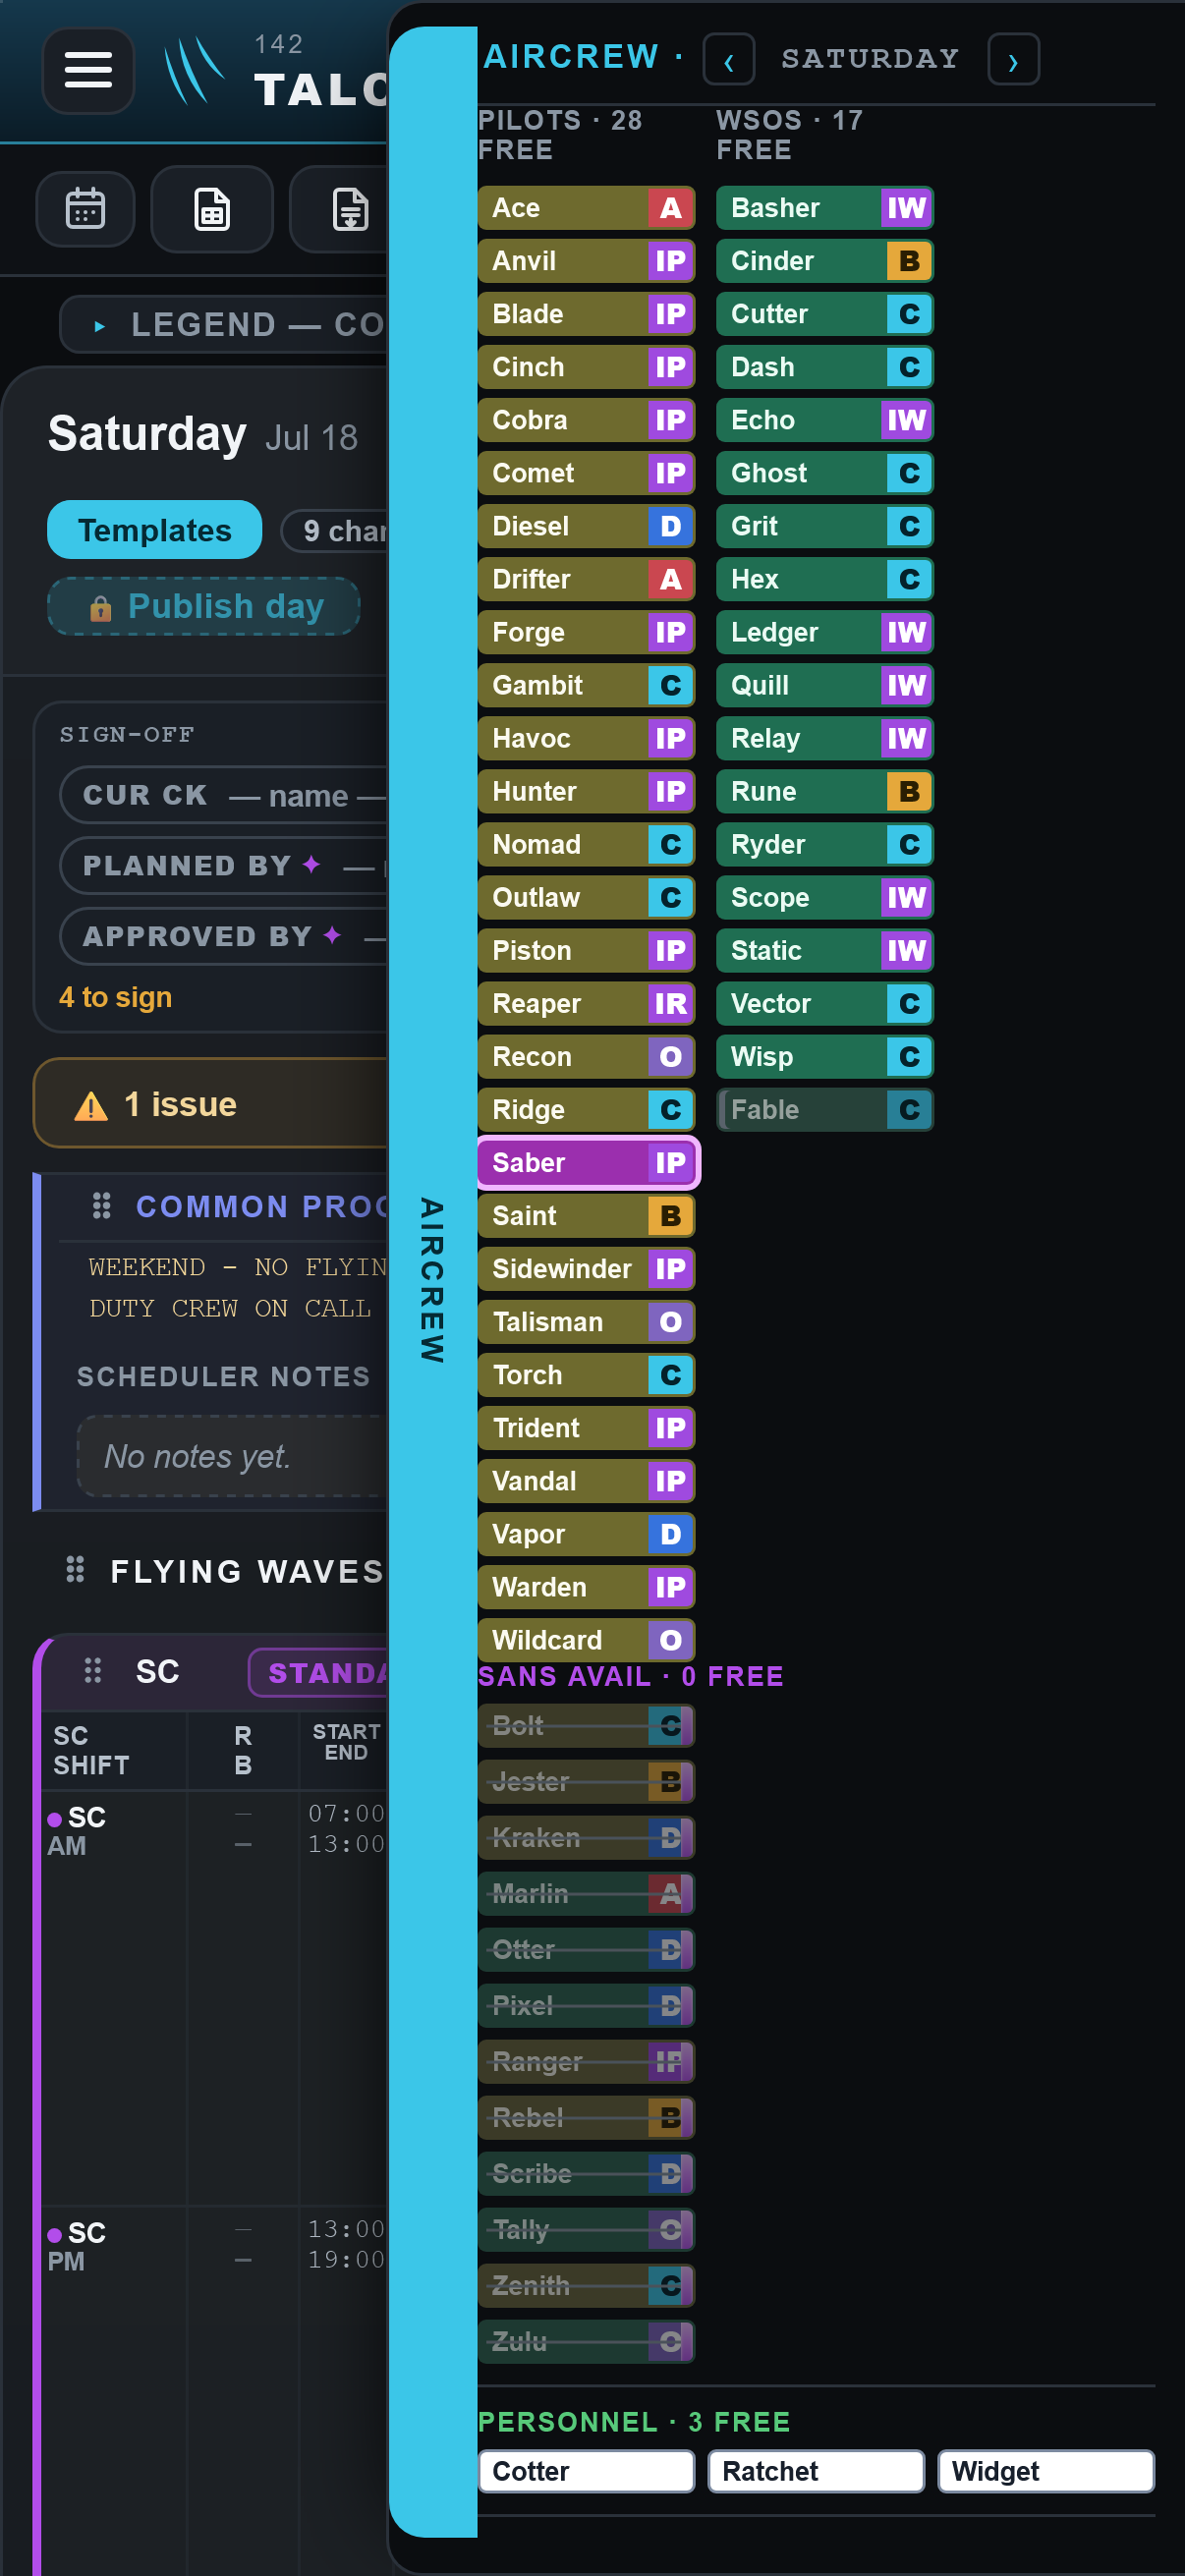 142
TALO
LEGEND — CO
Saturday Jul 18
Templates
9 char
Publish day
SIGN-OFF
CUR CK — name —
PLANNED BY ✦ —
APPROVED BY ✦ —
4 to sign
1 issue
COMMON PROC
WEEKEND - NO FLYIN
DUTY CREW ON CALL
SCHEDULER NOTES
No notes yet.
FLYING WAVES
SC STANDA
SC SHIFT
R B
START END
SC AM
—
—
07:00
13:00
SC PM
—
—
13:00
19:00
AIRCREW
AIRCREW · ‹ SATURDAY ›
PILOTS · 28 FREE
Ace A
Anvil IP
Blade IP
Cinch IP
Cobra IP
Comet IP
Diesel D
Drifter A
Forge IP
Gambit C
Havoc IP
Hunter IP
Nomad C
Outlaw C
Piston IP
Reaper IR
Recon O
Ridge C
Saber IP
Saint B
Sidewinder IP
Talisman O
Torch C
Trident IP
Vandal IP
Vapor D
Warden IP
Wildcard O
WSOS · 17 FREE
Basher IW
Cinder B
Cutter C
Dash C
Echo IW
Ghost C
Grit C
Hex C
Ledger IW
Quill IW
Relay IW
Rune B
Ryder C
Scope IW
Static IW
Vector C
Wisp C
Fable C
SANS AVAIL · 0 FREE
Bolt C
Jester B
Kraken D
Marlin A
Otter D
Pixel D
Ranger IP
Rebel B
Scribe D
Tally O
Zenith C
Zulu O
PERSONNEL · 3 FREE
Cotter
Ratchet
Widget